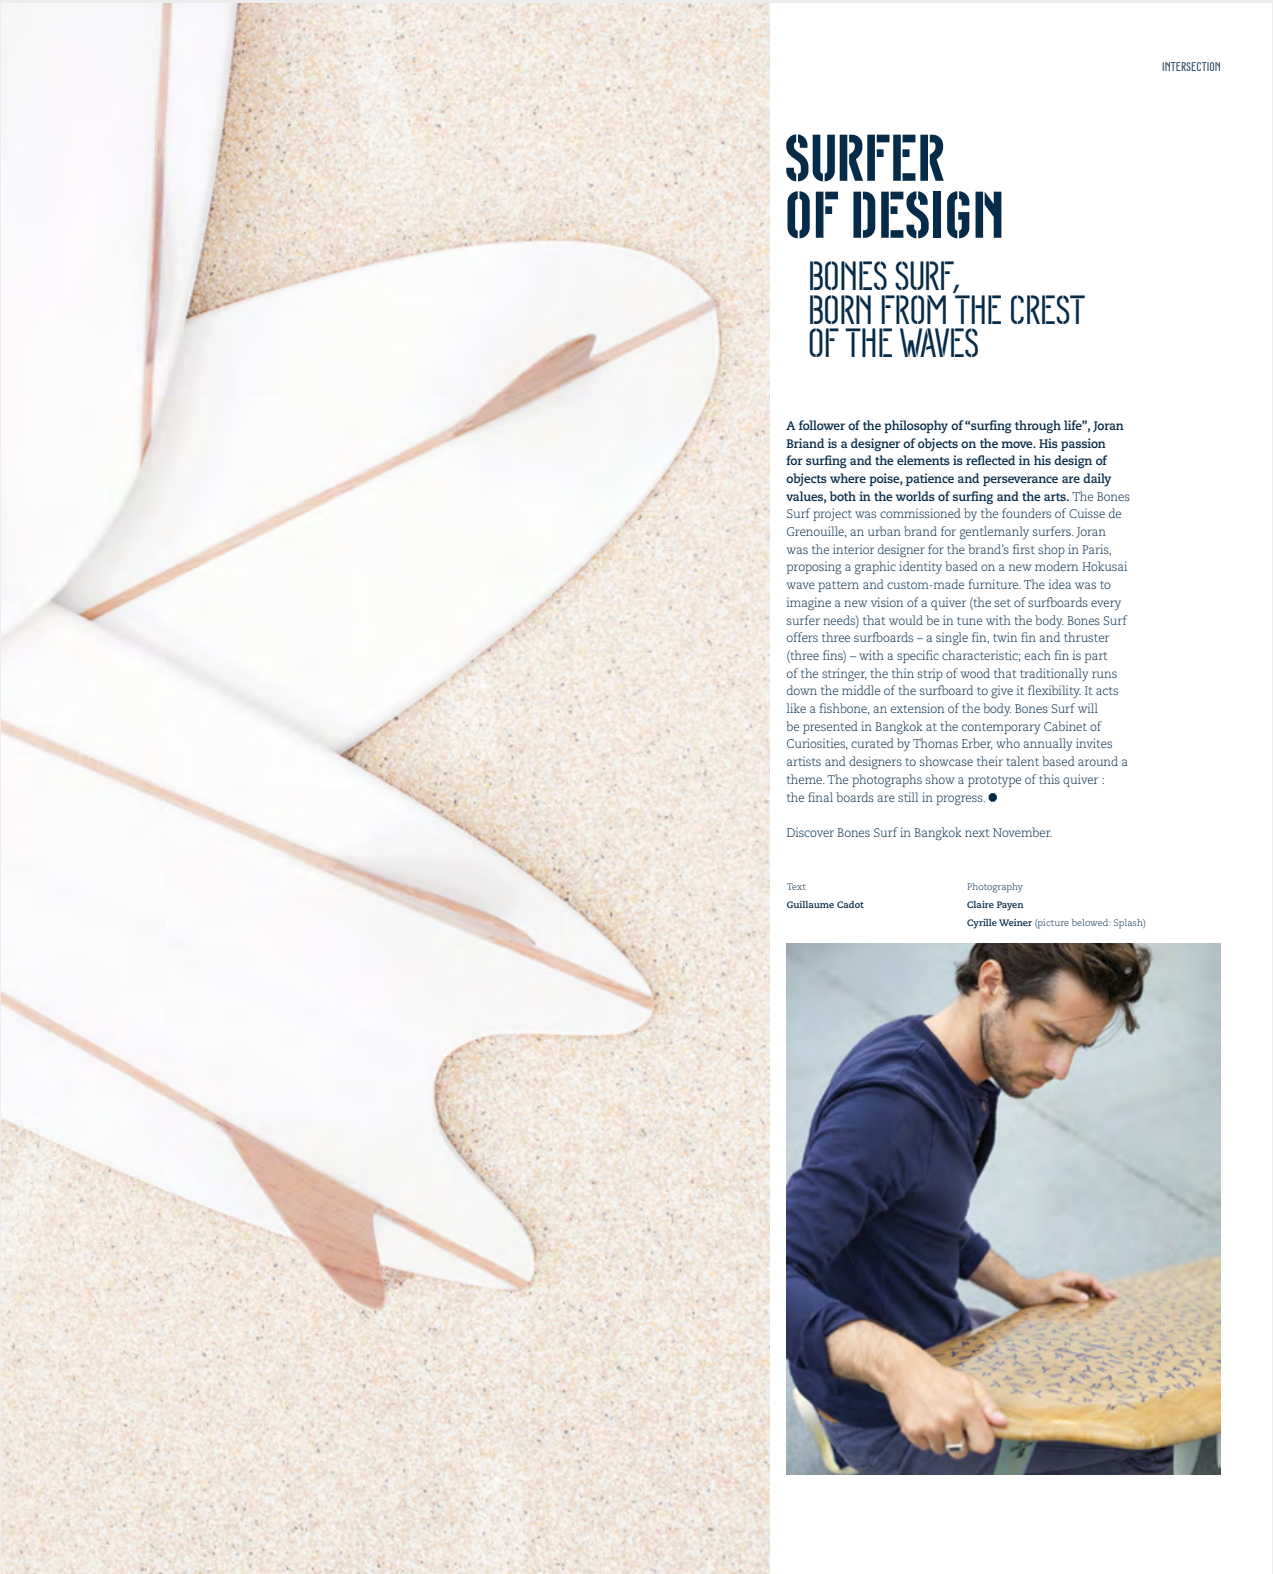 INTERSECTION
SURFER
OF DESIGN
BONES SURF,
BORN FROM THE CREST
OF THE WAVES
A follower of the philosophy of “surfing through life”, Joran
Briand is a designer of objects on the move. His passion
for surfing and the elements is reflected in his design of
objects where poise, patience and perseverance are daily
values, both in the worlds of surfing and the arts. The Bones
Surf project was commissioned by the founders of Cuisse de
Grenouille, an urban brand for gentlemanly surfers. Joran
was the interior designer for the brand’s first shop in Paris,
proposing a graphic identity based on a new modern Hokusai
wave pattern and custom-made furniture. The idea was to
imagine a new vision of a quiver (the set of surfboards every
surfer needs) that would be in tune with the body. Bones Surf
offers three surfboards – a single fin, twin fin and thruster
(three fins) – with a specific characteristic; each fin is part
of the stringer, the thin strip of wood that traditionally runs
down the middle of the surfboard to give it flexibility. It acts
like a fishbone, an extension of the body. Bones Surf will
be presented in Bangkok at the contemporary Cabinet of
Curiosities, curated by Thomas Erber, who annually invites
artists and designers to showcase their talent based around a
theme. The photographs show a prototype of this quiver :
the final boards are still in progress. ●
Discover Bones Surf in Bangkok next November.
Text
Guillaume Cadot
Photography
Claire Payen
Cyrille Weiner (picture belowed: Splash)